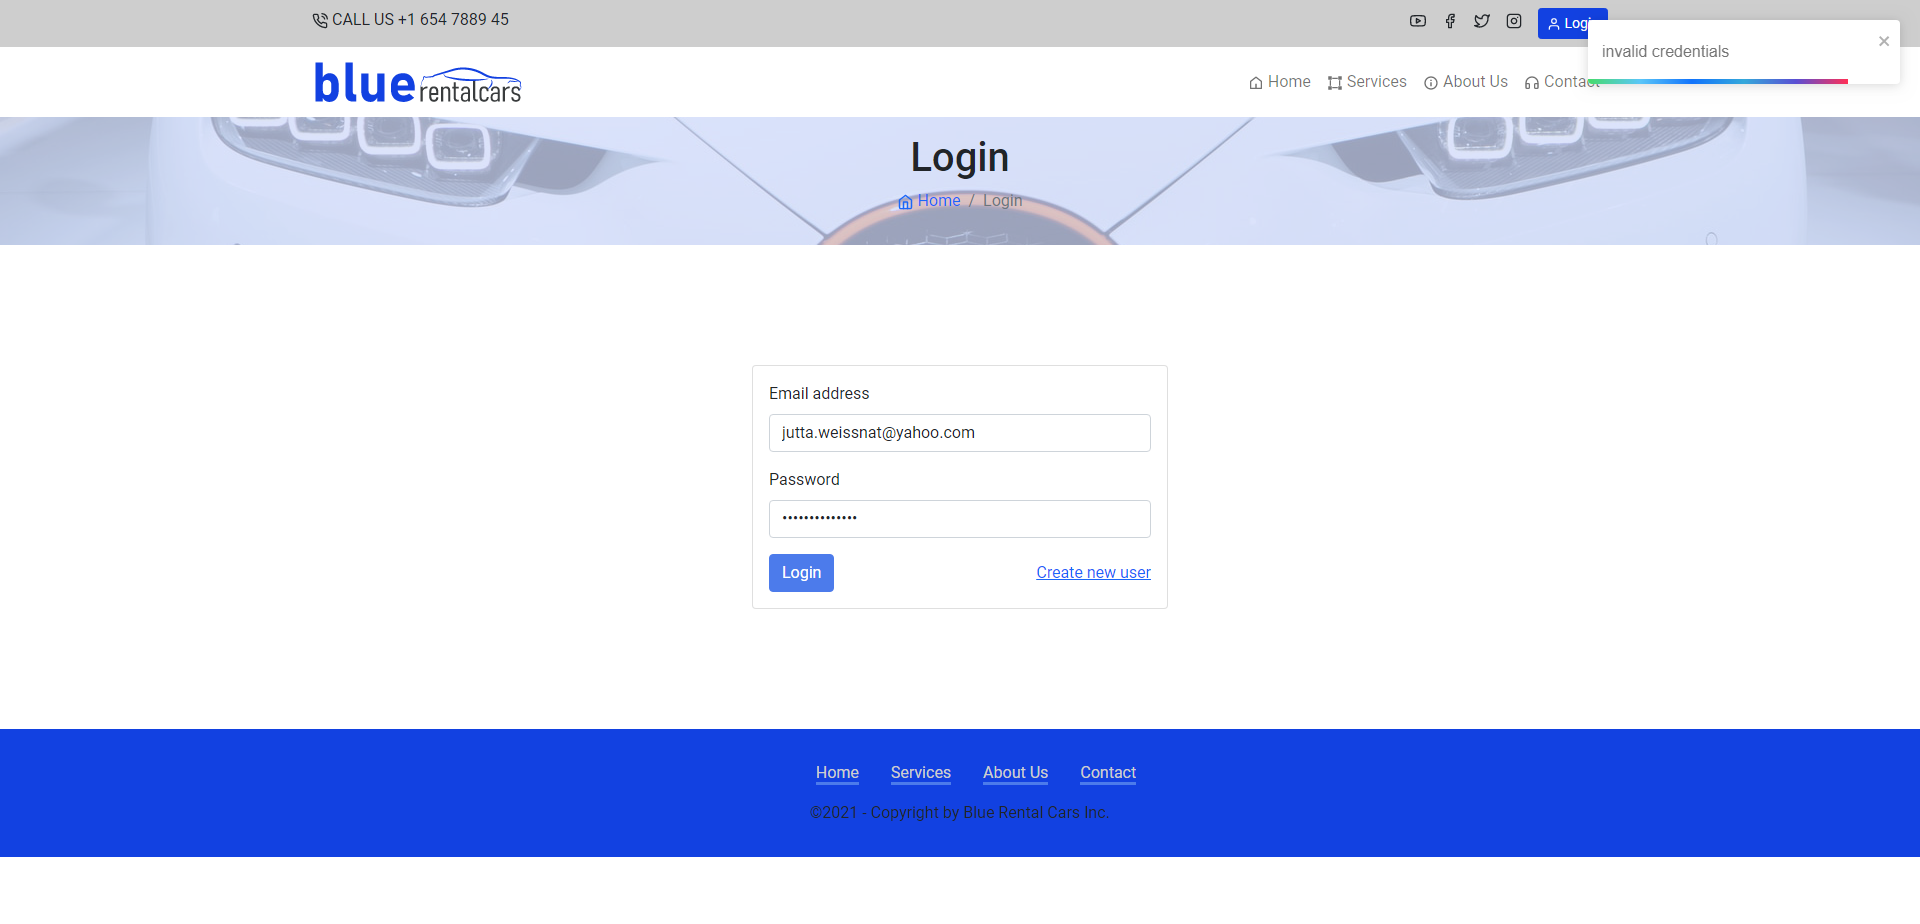 CALL US +1 654 7889 45
Login
invalid credentials
blue rentalcars
Home Services About Us Contact
Login
Home / Login
Email address
jutta.weissnat@yahoo.com
Password
••••••••••••••
Login Create new user
Home Services About Us Contact
©2021 - Copyright by Blue Rental Cars Inc.